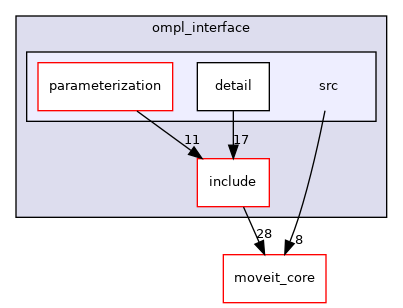 ompl_interface
parameterization
detail
src
11
17
include
28
8
moveit_core